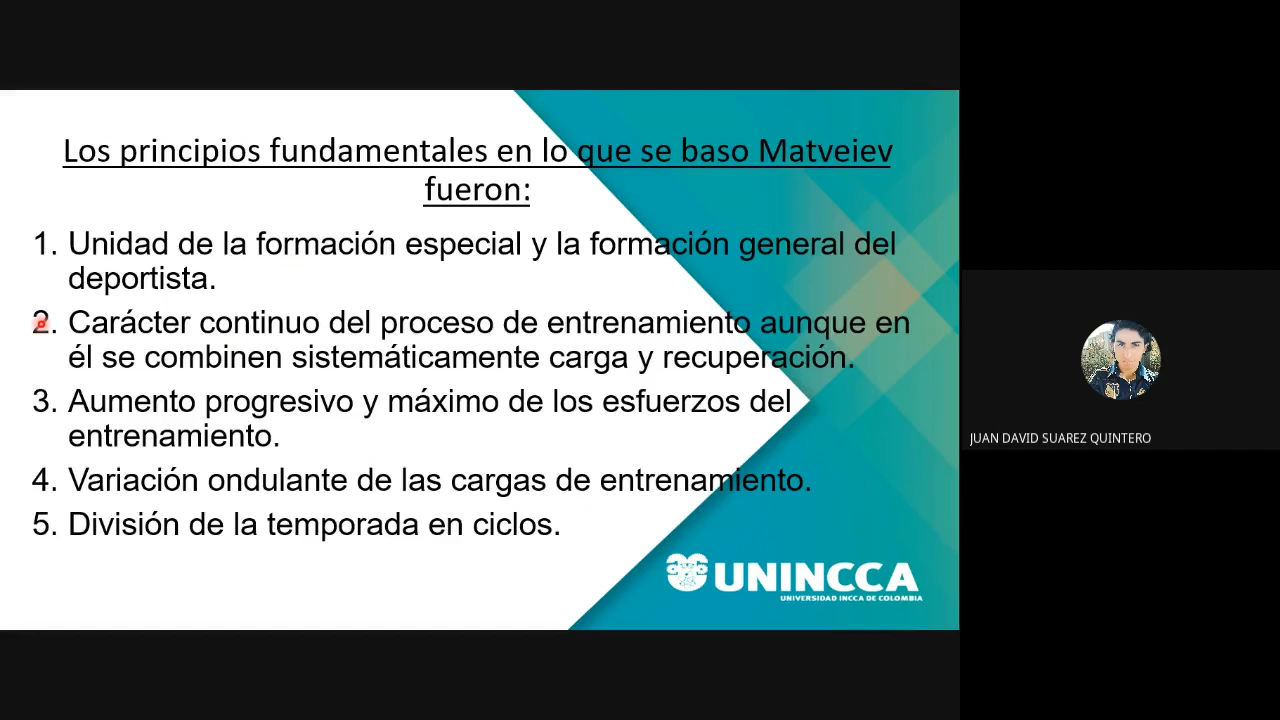 Los principios fundamentales en lo que se baso Matveiev
fueron:
1. Unidad de la formación especial y la formación general del
deportista.
2. Carácter continuo del proceso de entrenamiento aunque en
él se combinen sistemáticamente carga y recuperación.
3. Aumento progresivo y máximo de los esfuerzos del
entrenamiento.
4. Variación ondulante de las cargas de entrenamiento.
5. División de la temporada en ciclos.
UNINCCA
UNIVERSIDAD INCCA DE COLOMBIA
JUAN DAVID SUAREZ QUINTERO